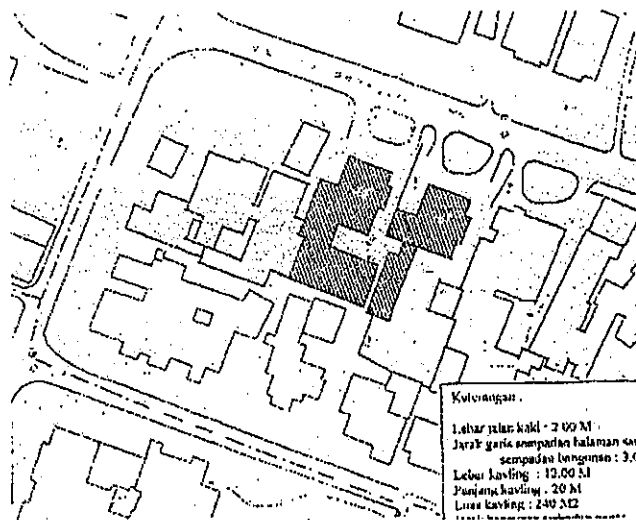 Keterangan :
Lebar jalan kaki : 2.00 M
Jarak garis sempadan halaman
sempadan bangunan : 3,
Lebar kavling : 12.00 M
Panjang kavling : 20 M
Luas kavling : 240 M2